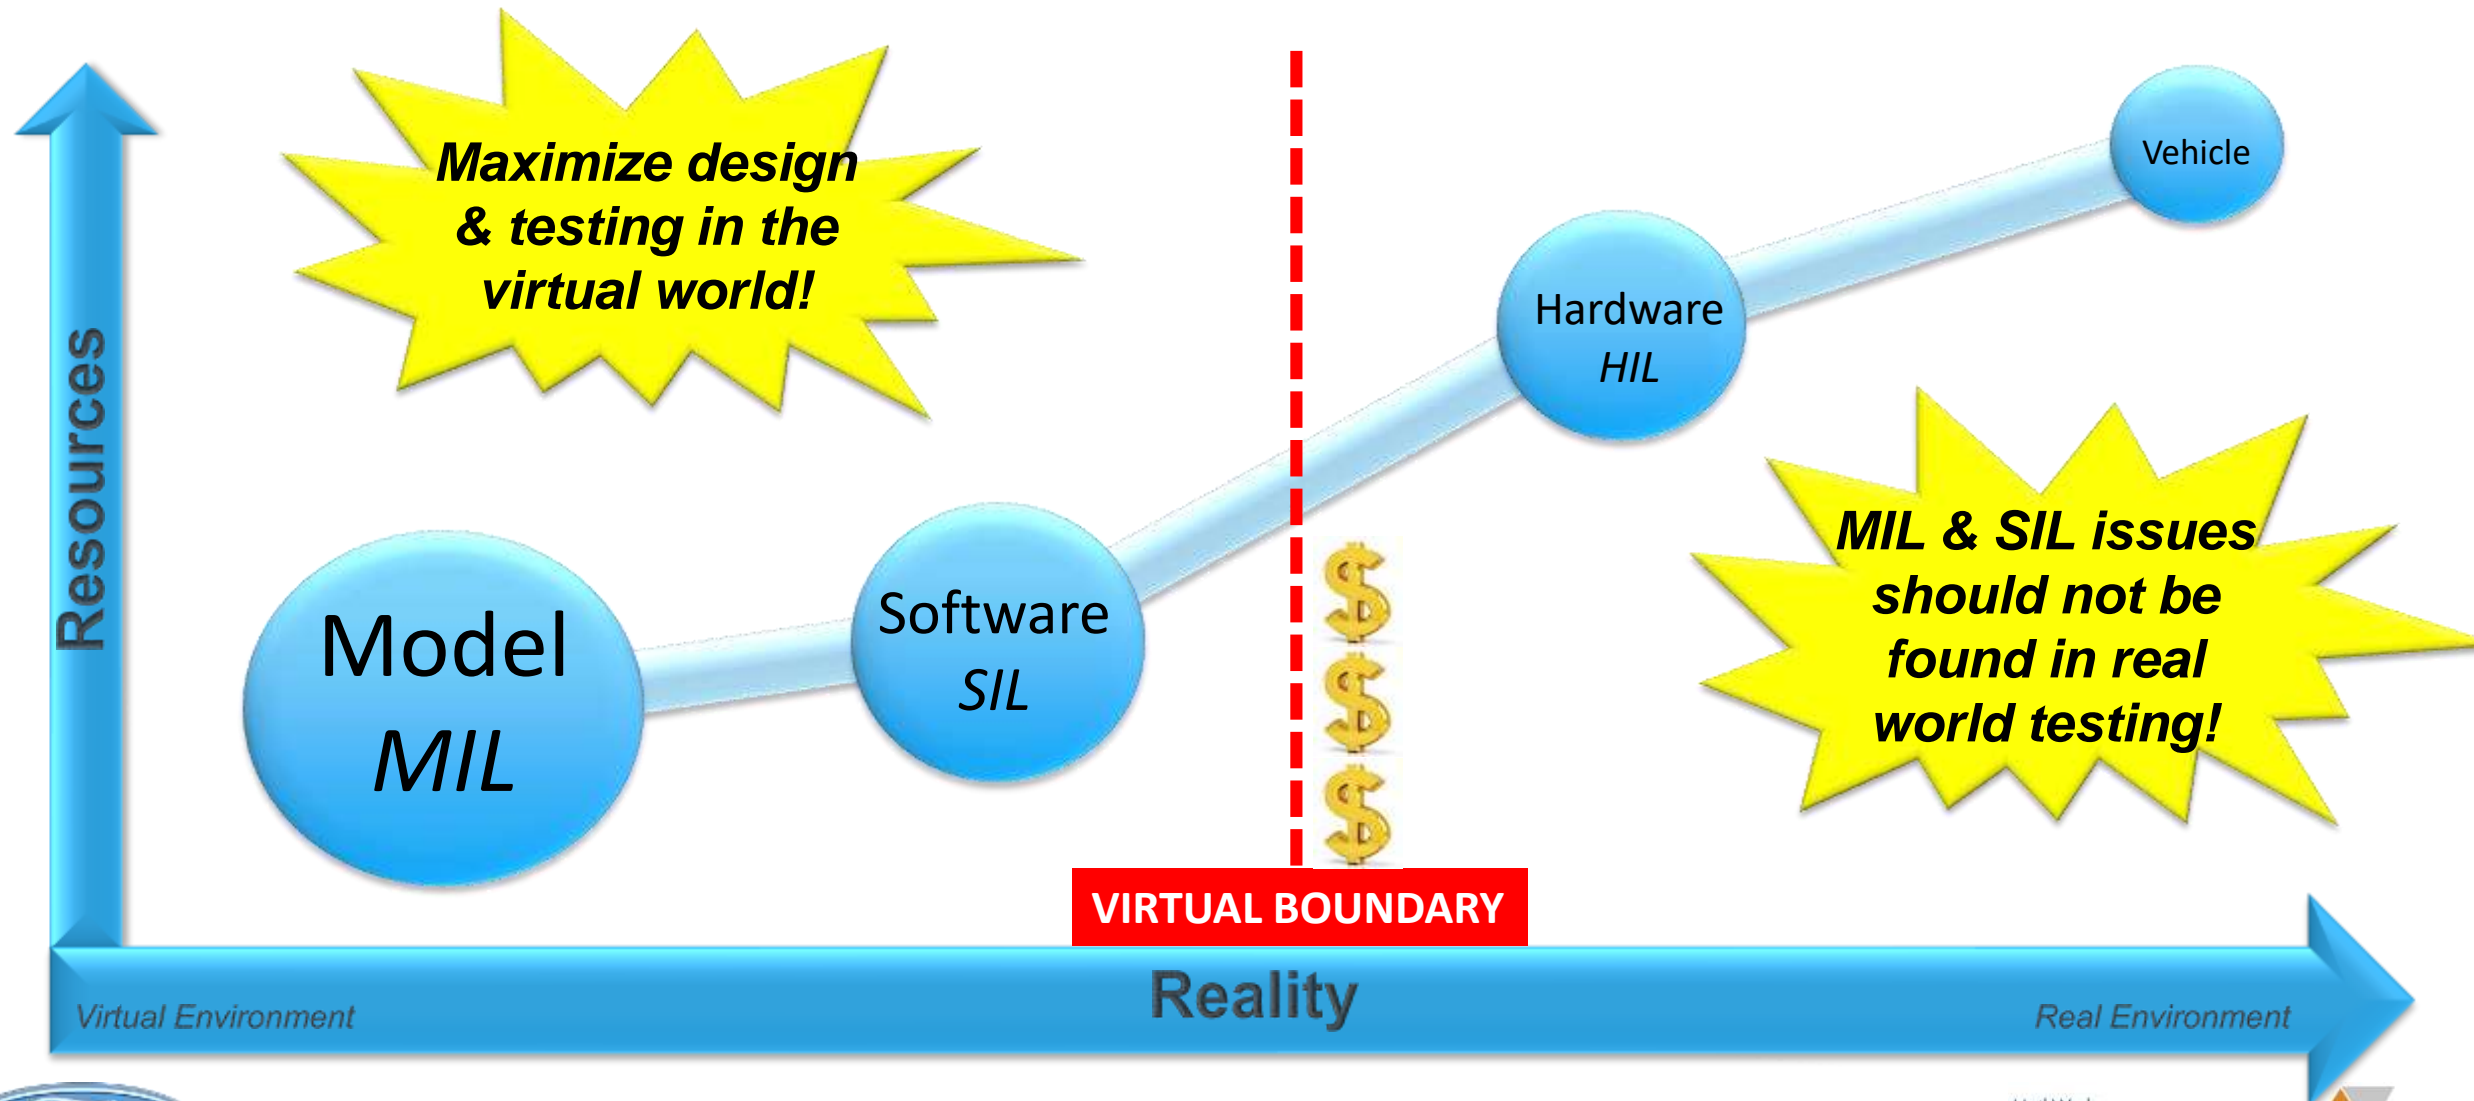 Maximize design
& testing in the
virtual world!
Vehicle
Hardware
HIL
Resources
MIL & SIL issues
should not be
found in real
world testing!
Software
SIL
Model
MIL
$
$
$
VIRTUAL BOUNDARY
Reality
Virtual Environment
Real Environment